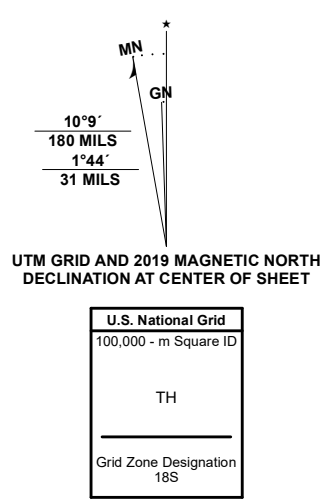 MN
GN
10°9´
180 MILS
1°44´
31 MILS
UTM GRID AND 2019 MAGNETIC NORTH
DECLINATION AT CENTER OF SHEET
U.S. National Grid
100,000 - m Square ID
TH
Grid Zone Designation
18S